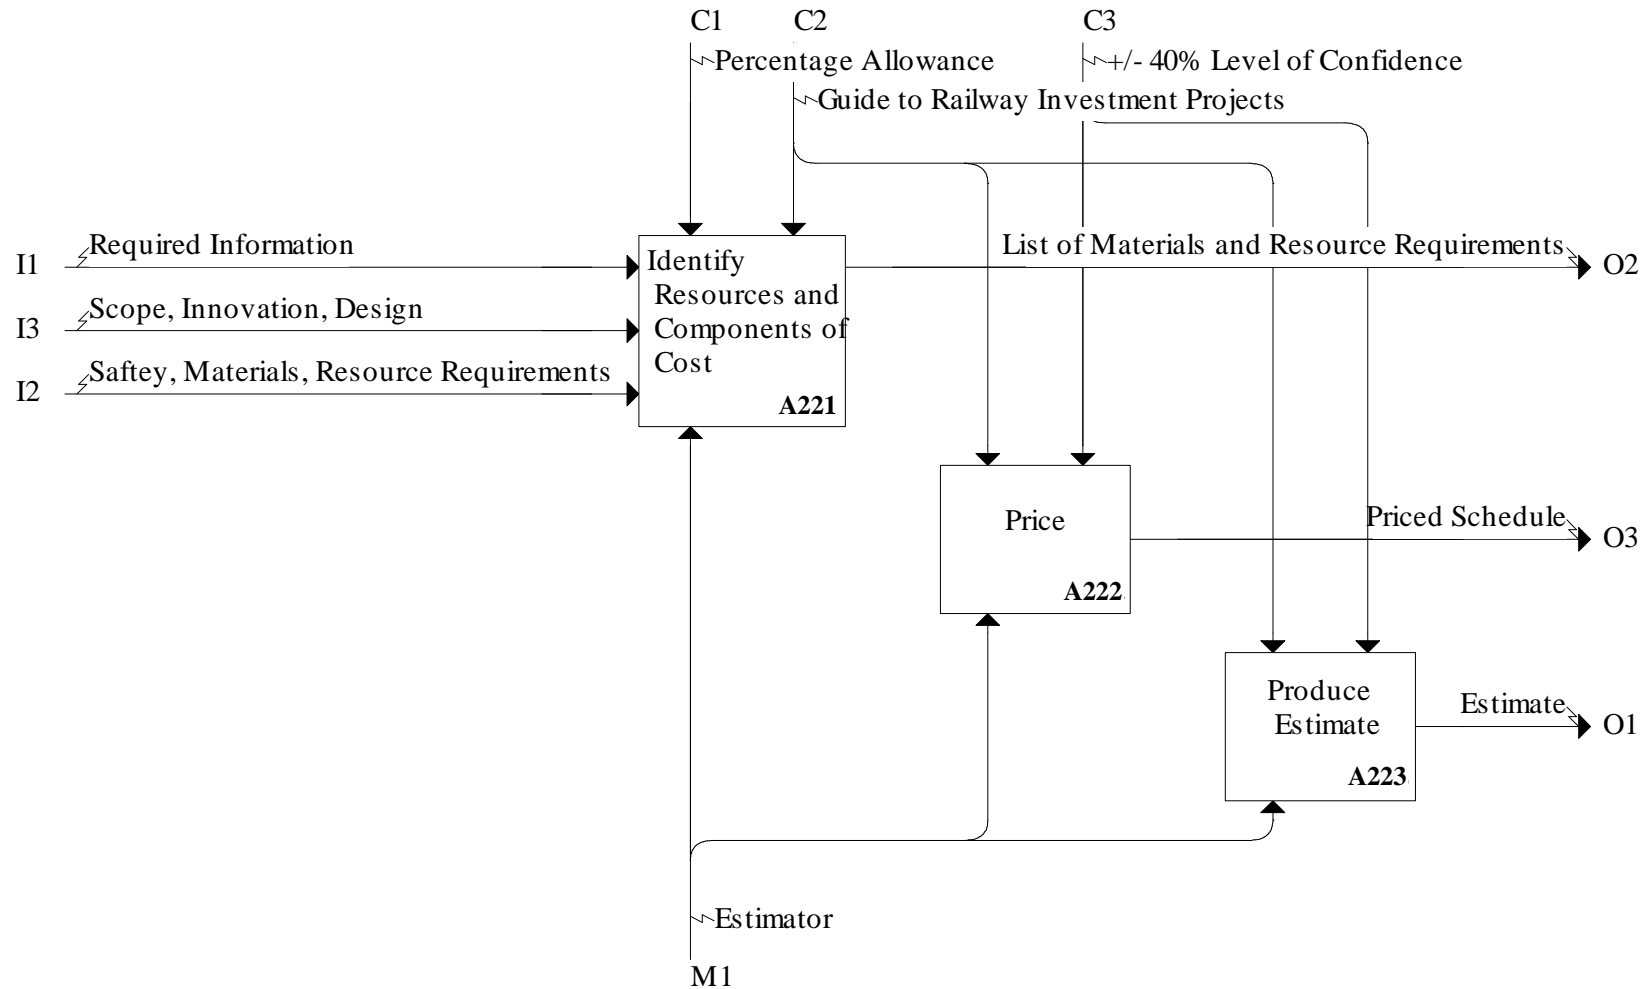 C1
C2
C3
Percentage Allowance
+/- 40% Level of Confidence
Guide to Railway Investment Projects
I1
Required Information
I3
Scope, Innovation, Design
I2
Saftey, Materials, Resource Requirements
Identify
Resources and
Components of
Cost
A221
List of Materials and Resource Requirements
O2
Price
A222
Priced Schedule
O3
Produce
Estimate
A223
Estimate
O1
Estimator
M1